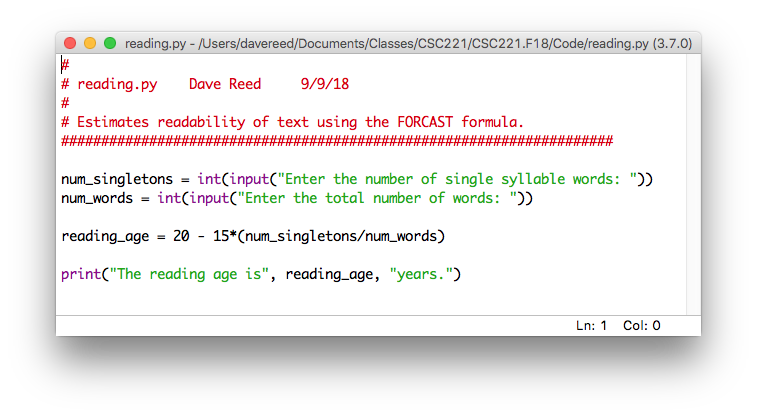 reading.py - /Users/davereed/Documents/Classes/CSC221/CSC221.F18/Code/reading.py (3.7.0)
#
# reading.py    Dave Reed     9/9/18
#
# Estimates readability of text using the FORCAST formula.
#####################################################################

num_singletons = int(input("Enter the number of single syllable words: "))
num_words = int(input("Enter the total number of words: "))

reading_age = 20 - 15*(num_singletons/num_words)

print("The reading age is", reading_age, "years.")
Ln: 1  Col: 0